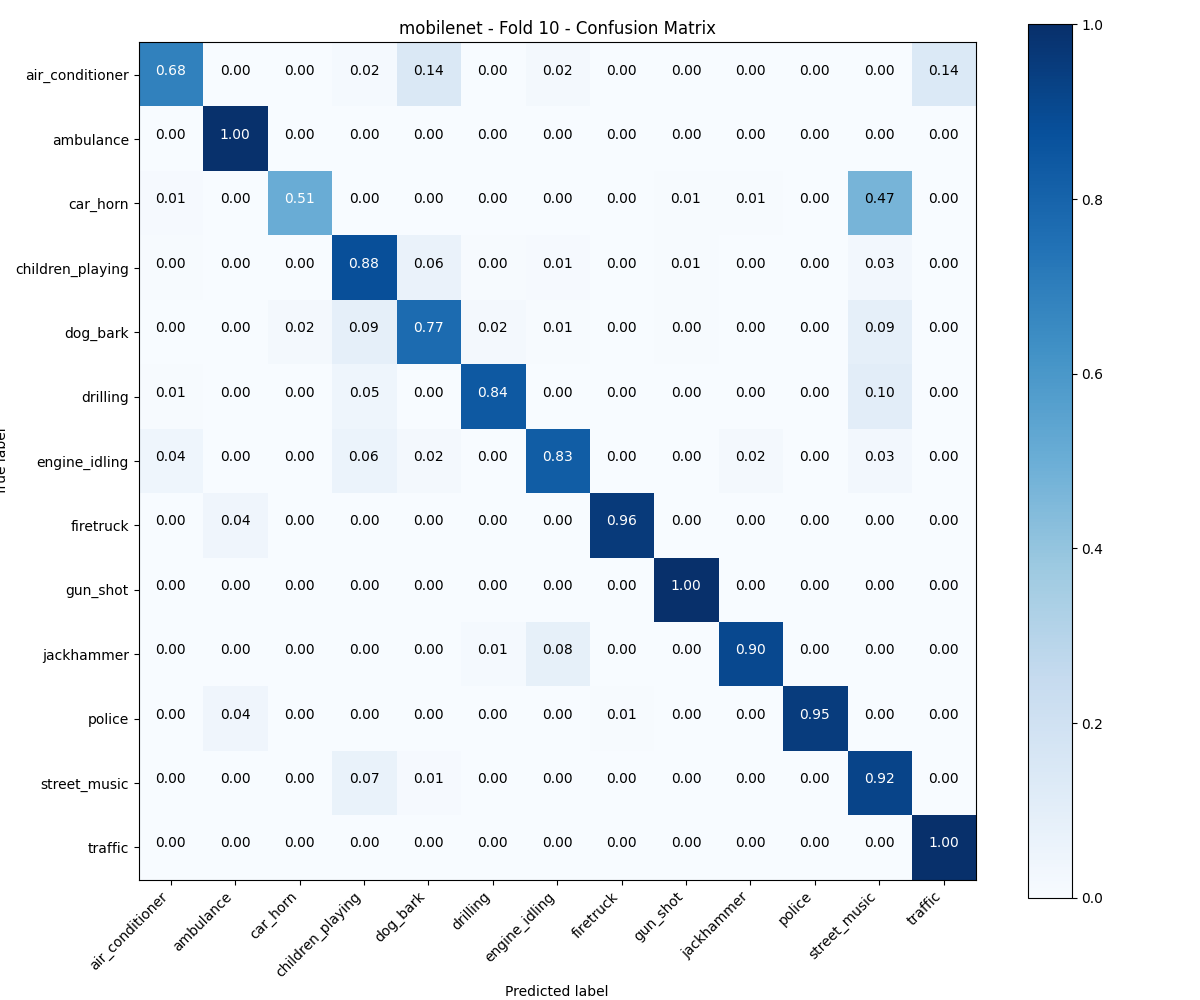 mobilenet - Fold 10 - Confusion Matrix
air_conditioner 0.68 0.00 0.00 0.02 0.14 0.00 0.02 0.00 0.00 0.00 0.00 0.00 0.14
ambulance 0.00 1.00 0.00 0.00 0.00 0.00 0.00 0.00 0.00 0.00 0.00 0.00 0.00
car_horn 0.01 0.00 0.51 0.00 0.00 0.00 0.00 0.00 0.01 0.01 0.00 0.47 0.00
children_playing 0.00 0.00 0.00 0.88 0.06 0.00 0.01 0.00 0.01 0.00 0.00 0.03 0.00
dog_bark 0.00 0.00 0.02 0.09 0.77 0.02 0.01 0.00 0.00 0.00 0.00 0.09 0.00
drilling 0.01 0.00 0.00 0.05 0.00 0.84 0.00 0.00 0.00 0.00 0.00 0.10 0.00
engine_idling 0.04 0.00 0.00 0.06 0.02 0.00 0.83 0.00 0.00 0.02 0.00 0.03 0.00
firetruck 0.00 0.04 0.00 0.00 0.00 0.00 0.00 0.96 0.00 0.00 0.00 0.00 0.00
gun_shot 0.00 0.00 0.00 0.00 0.00 0.00 0.00 0.00 1.00 0.00 0.00 0.00 0.00
jackhammer 0.00 0.00 0.00 0.00 0.00 0.01 0.08 0.00 0.00 0.90 0.00 0.00 0.00
police 0.00 0.04 0.00 0.00 0.00 0.00 0.00 0.01 0.00 0.00 0.95 0.00 0.00
street_music 0.00 0.00 0.00 0.07 0.01 0.00 0.00 0.00 0.00 0.00 0.00 0.92 0.00
traffic 0.00 0.00 0.00 0.00 0.00 0.00 0.00 0.00 0.00 0.00 0.00 0.00 1.00
air_conditioner
ambulance
car_horn
children_playing
dog_bark
drilling
engine_idling
firetruck
gun_shot
jackhammer
police
street_music
traffic
Predicted label
label
1.0
0.8
0.6
0.4
0.2
0.0